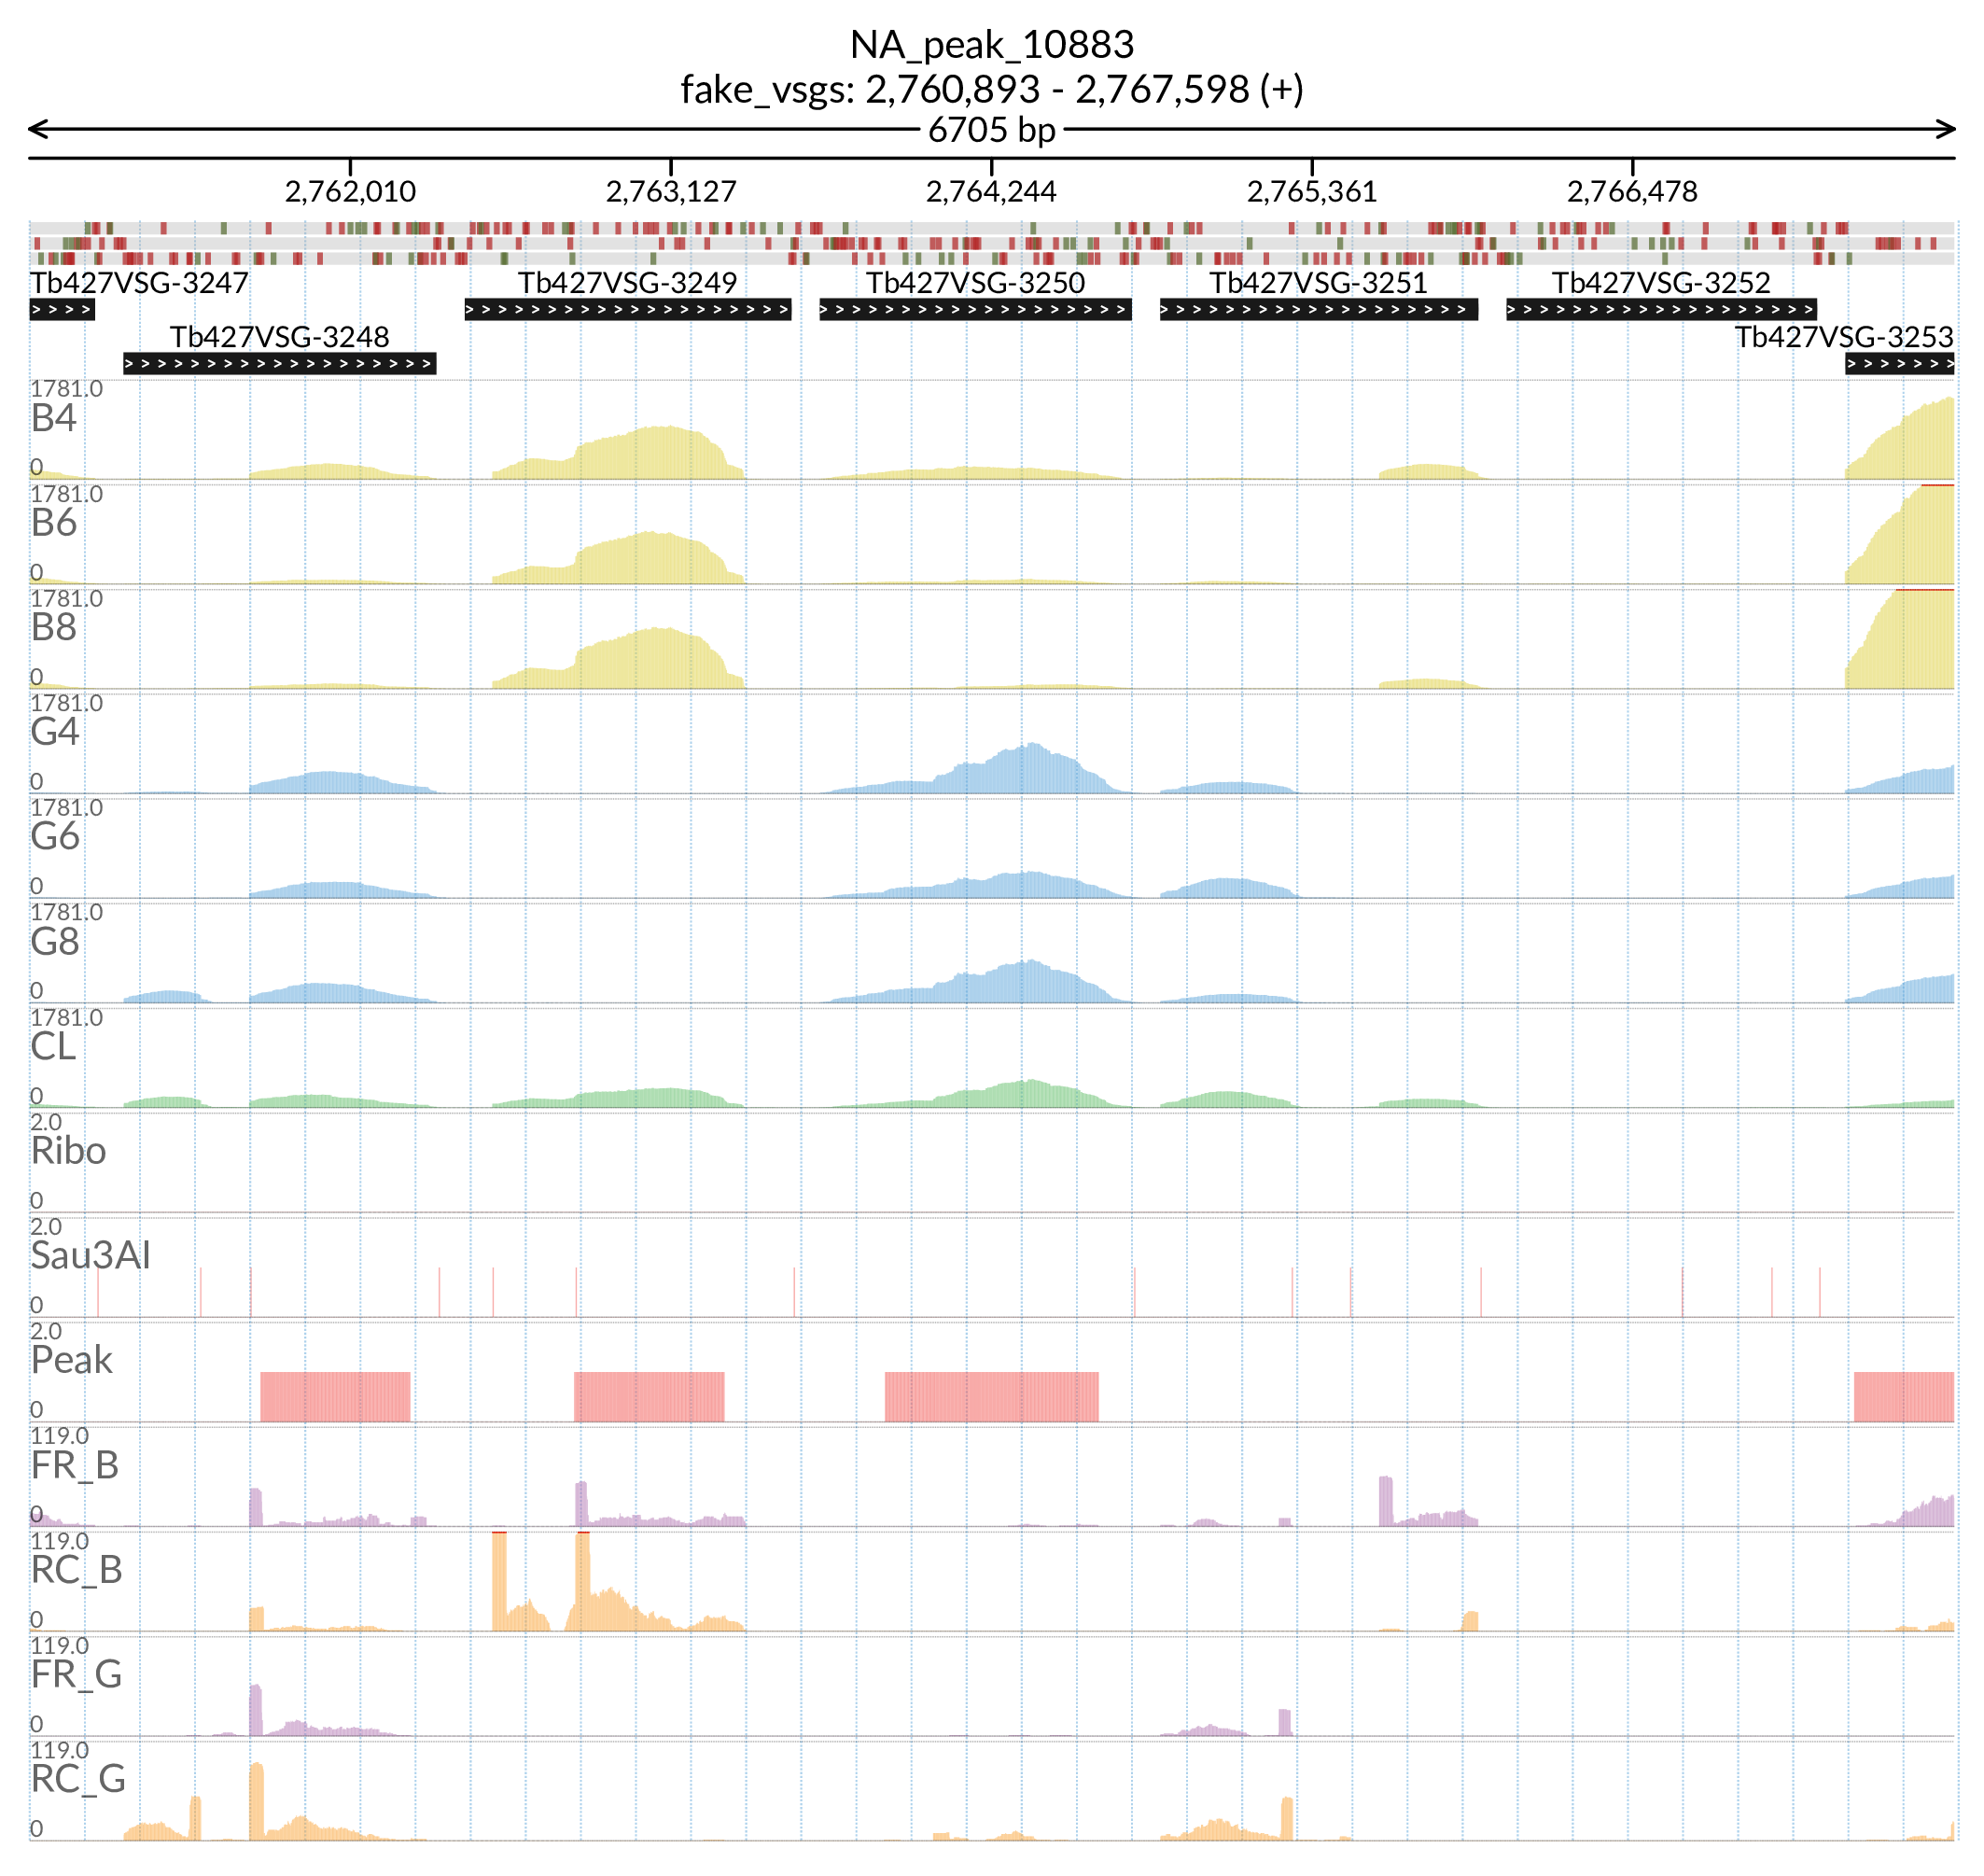 NA_peak_10883
fake_vsgs: 2,760,893 - 2,767,598 (+)
6705 bp
2,762,010 2,763,127 2,764,244 2,765,361 2,766,478
Tb427VSG-3247 Tb427VSG-3249 Tb427VSG-3250 Tb427VSG-3251 Tb427VSG-3252
Tb427VSG-3248 Tb427VSG-3253
1781.0
B4
0
1781.0
B6
0
1781.0
B8
0
1781.0
G4
0
1781.0
G6
0
1781.0
G8
0
1781.0
CL
0
2.0
Ribo
0
2.0
Sau3AI
0
2.0
Peak
0
119.0
FR_B
0
119.0
RC_B
0
119.0
FR_G
0
119.0
RC_G
0